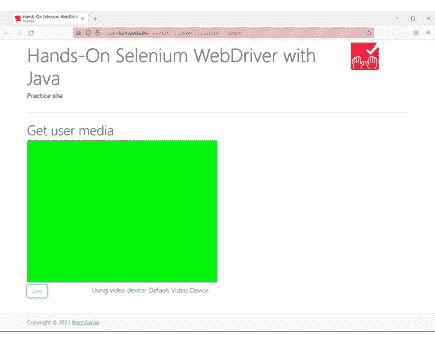 Hands-On Selenium WebDriver with
Java
Practice site
Get user media
Start
Using video device: Default Video Device
Copyright © 2021 Boni García